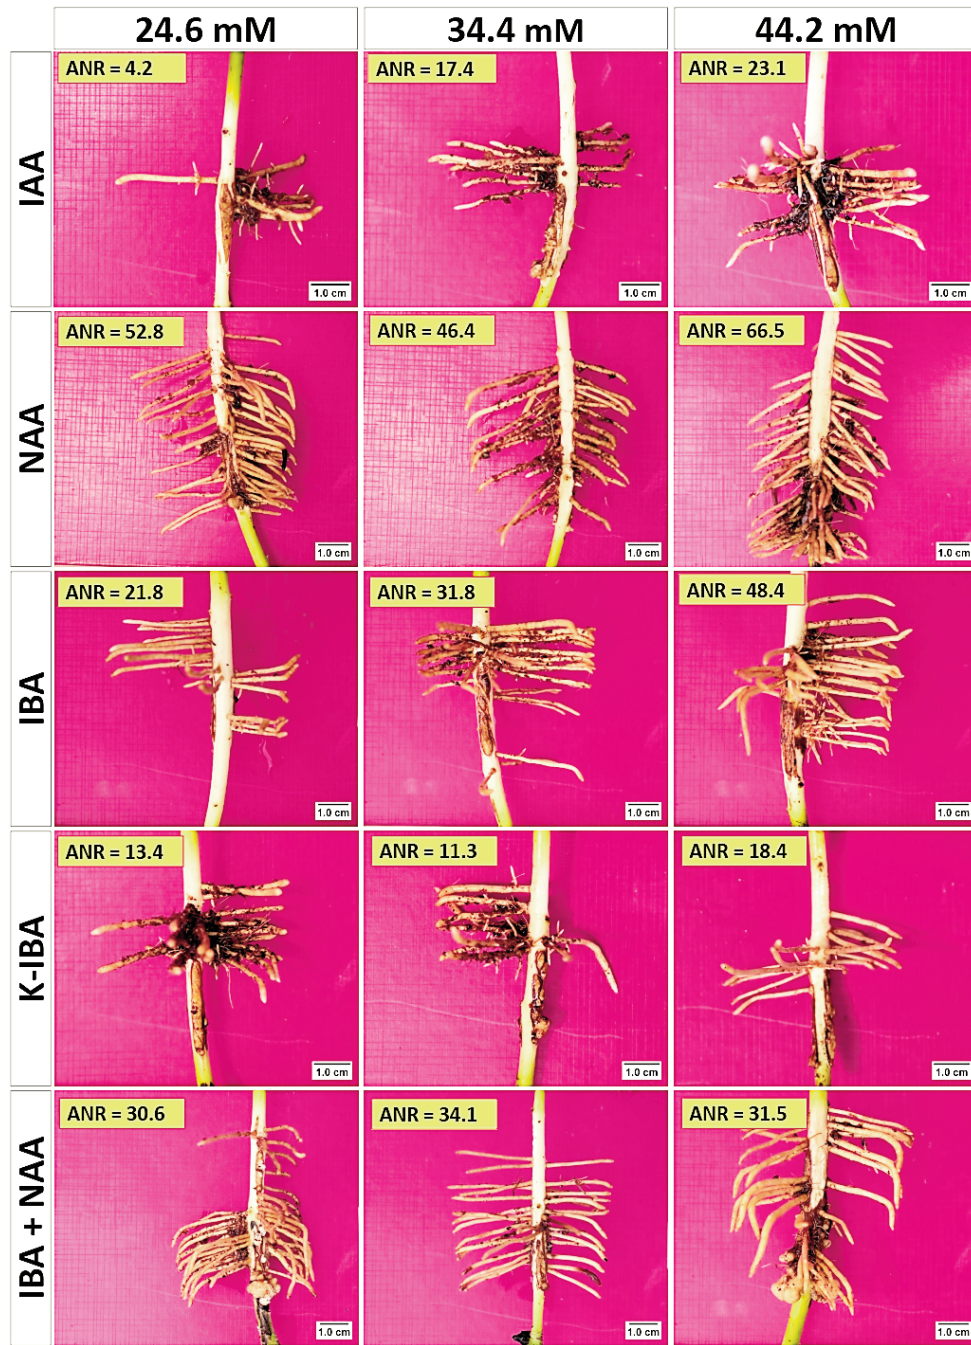 24.6 mM 34.4 mM 44.2 mM
IAA
ANR = 4.2 ANR = 17.4 ANR = 23.1
1.0 cm 1.0 cm 1.0 cm
NAA
ANR = 52.8 ANR = 46.4 ANR = 66.5
1.0 cm 1.0 cm 1.0 cm
IBA
ANR = 21.8 ANR = 31.8 ANR = 48.4
1.0 cm 1.0 cm 1.0 cm
K-IBA
ANR = 13.4 ANR = 11.3 ANR = 18.4
1.0 cm 1.0 cm 1.0 cm
IBA + NAA
ANR = 30.6 ANR = 34.1 ANR = 31.5
1.0 cm 1.0 cm 1.0 cm